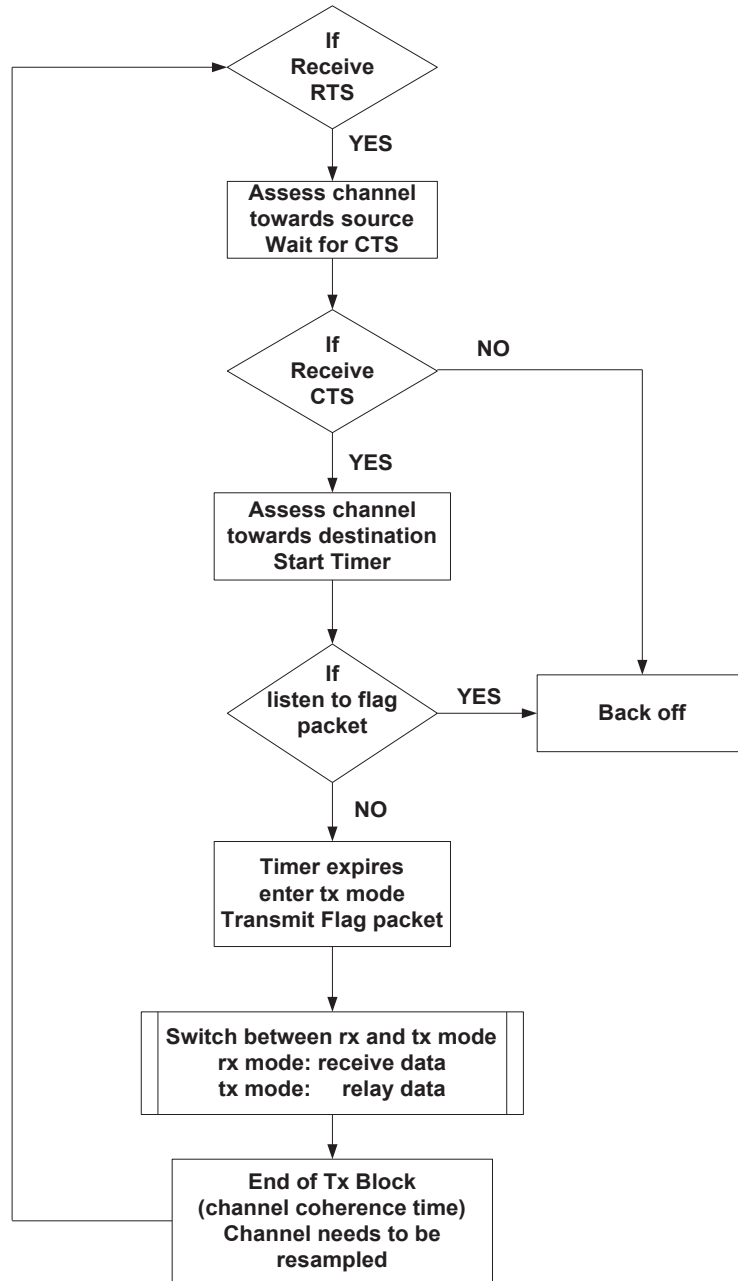 If
Receive
RTS
YES
Assess channel
towards source
Wait for CTS
If
Receive
CTS
NO
YES
Assess channel
towards destination
Start Timer
If
listen to flag
packet
YES
Back off
NO
Timer expires
enter tx mode
Transmit Flag packet
Switch between rx and tx mode
rx mode: receive data
tx mode: relay data
End of Tx Block
(channel coherence time)
Channel needs to be
resampled